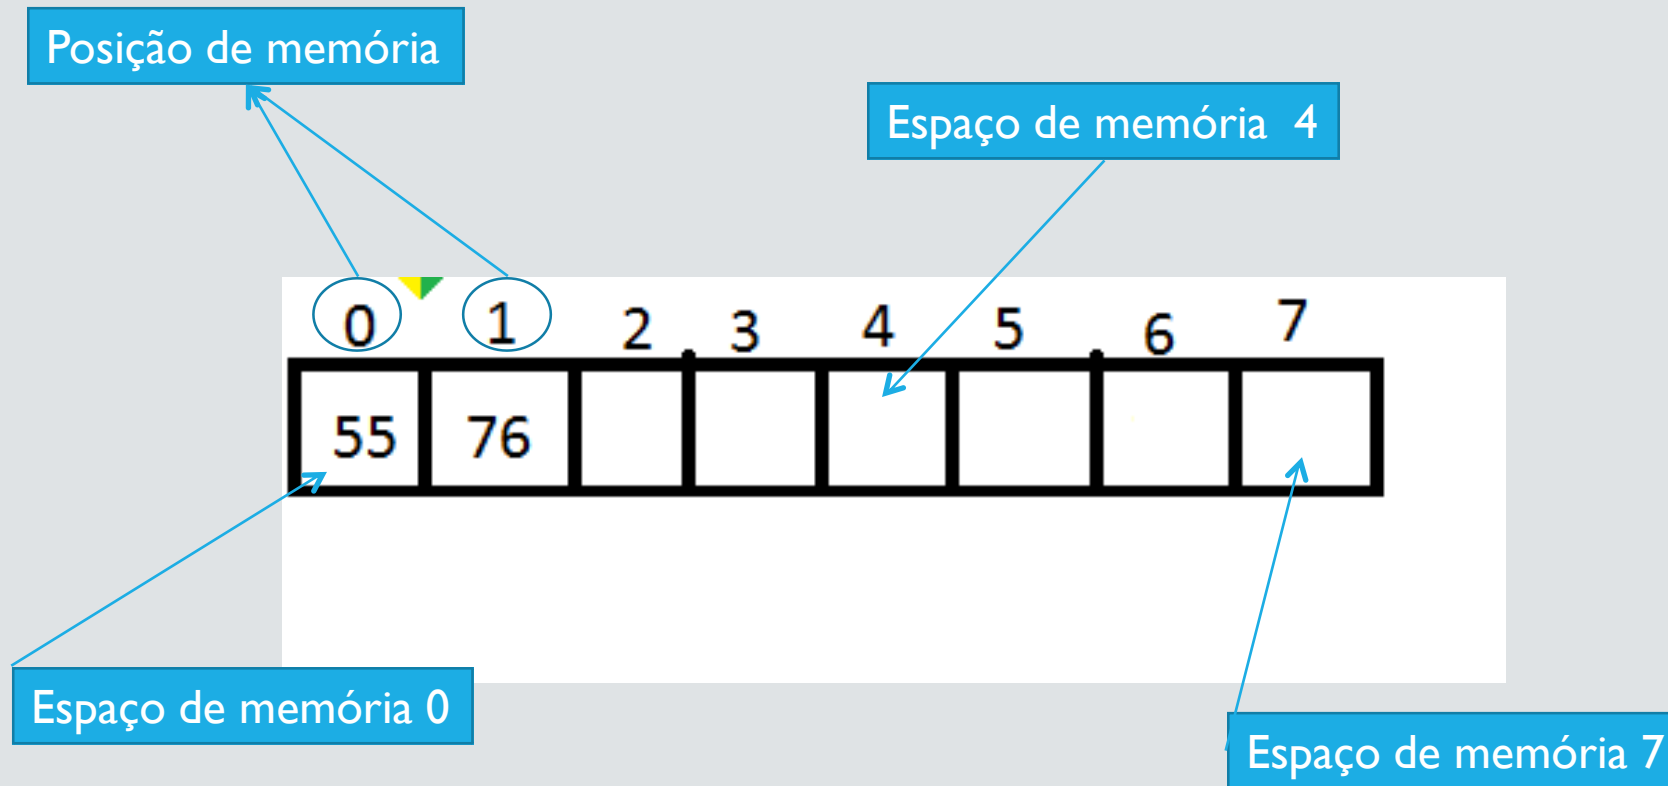 Posição de memória
Espaço de memória 4
0 1 2 3 4 5 6 7
55 76
Espaço de memória 0
Espaço de memória 7